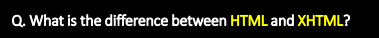 Q. What is the difference between HTML and XHTML?